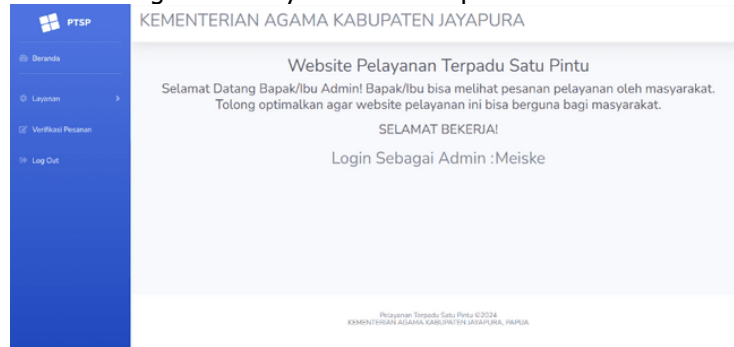 PTSP
KEMENTERIAN AGAMA KABUPATEN JAYAPURA
Beranda
Layanan
Verifikasi Pesanan
Log Out
Website Pelayanan Terpadu Satu Pintu
Selamat Datang Bapak/Ibu Admin! Bapak/Ibu bisa melihat pesanan pelayanan oleh masyarakat.
Tolong optimalkan agar website pelayanan ini bisa berguna bagi masyarakat.
SELAMAT BEKERJA!
Login Sebagai Admin :Meiske
Pelayanan Terpadu Satu Pintu ©2024
KEMENTERIAN AGAMA KABUPATEN JAYAPURA, PAPUA